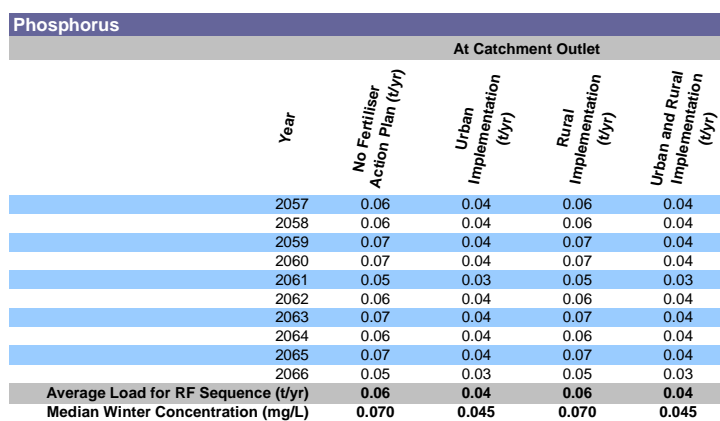 Phosphorus
At Catchment Outlet
Year
No Fertiliser
Action Plan (t/yr)
Urban
Implementation
(t/yr)
Rural
Implementation
(t/yr)
Urban and Rural
Implementation
(t/yr)
2057 0.06 0.04 0.06 0.04
2058 0.06 0.04 0.06 0.04
2059 0.07 0.04 0.07 0.04
2060 0.07 0.04 0.07 0.04
2061 0.05 0.03 0.05 0.03
2062 0.06 0.04 0.06 0.04
2063 0.07 0.04 0.07 0.04
2064 0.06 0.04 0.06 0.04
2065 0.07 0.04 0.07 0.04
2066 0.05 0.03 0.05 0.03
Average Load for RF Sequence (t/yr) 0.06 0.04 0.06 0.04
Median Winter Concentration (mg/L) 0.070 0.045 0.070 0.045